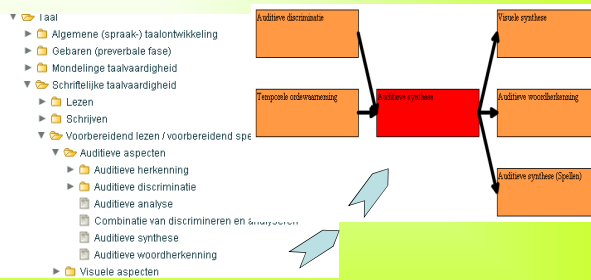 Taal
Algemene (spraak-) taalontwikkeling
Gebaren (preverbale fase)
Mondelinge taalvaardigheid
Schriftelijke taalvaardigheid
Lezen
Schrijven
Voorbereidend lezen / voorbereidend spe
Auditieve aspecten
Auditieve herkenning
Auditieve discriminatie
Auditieve analyse
Combinatie van discrimineren en analyseren
Auditieve synthese
Auditieve woordherkenning
Visuele aspecten
Auditieve discriminatie
Temporale ordewaarneming
Auditieve synthese
Visuele synthese
Auditieve woordherkenning
Auditieve synthese (Spellen)